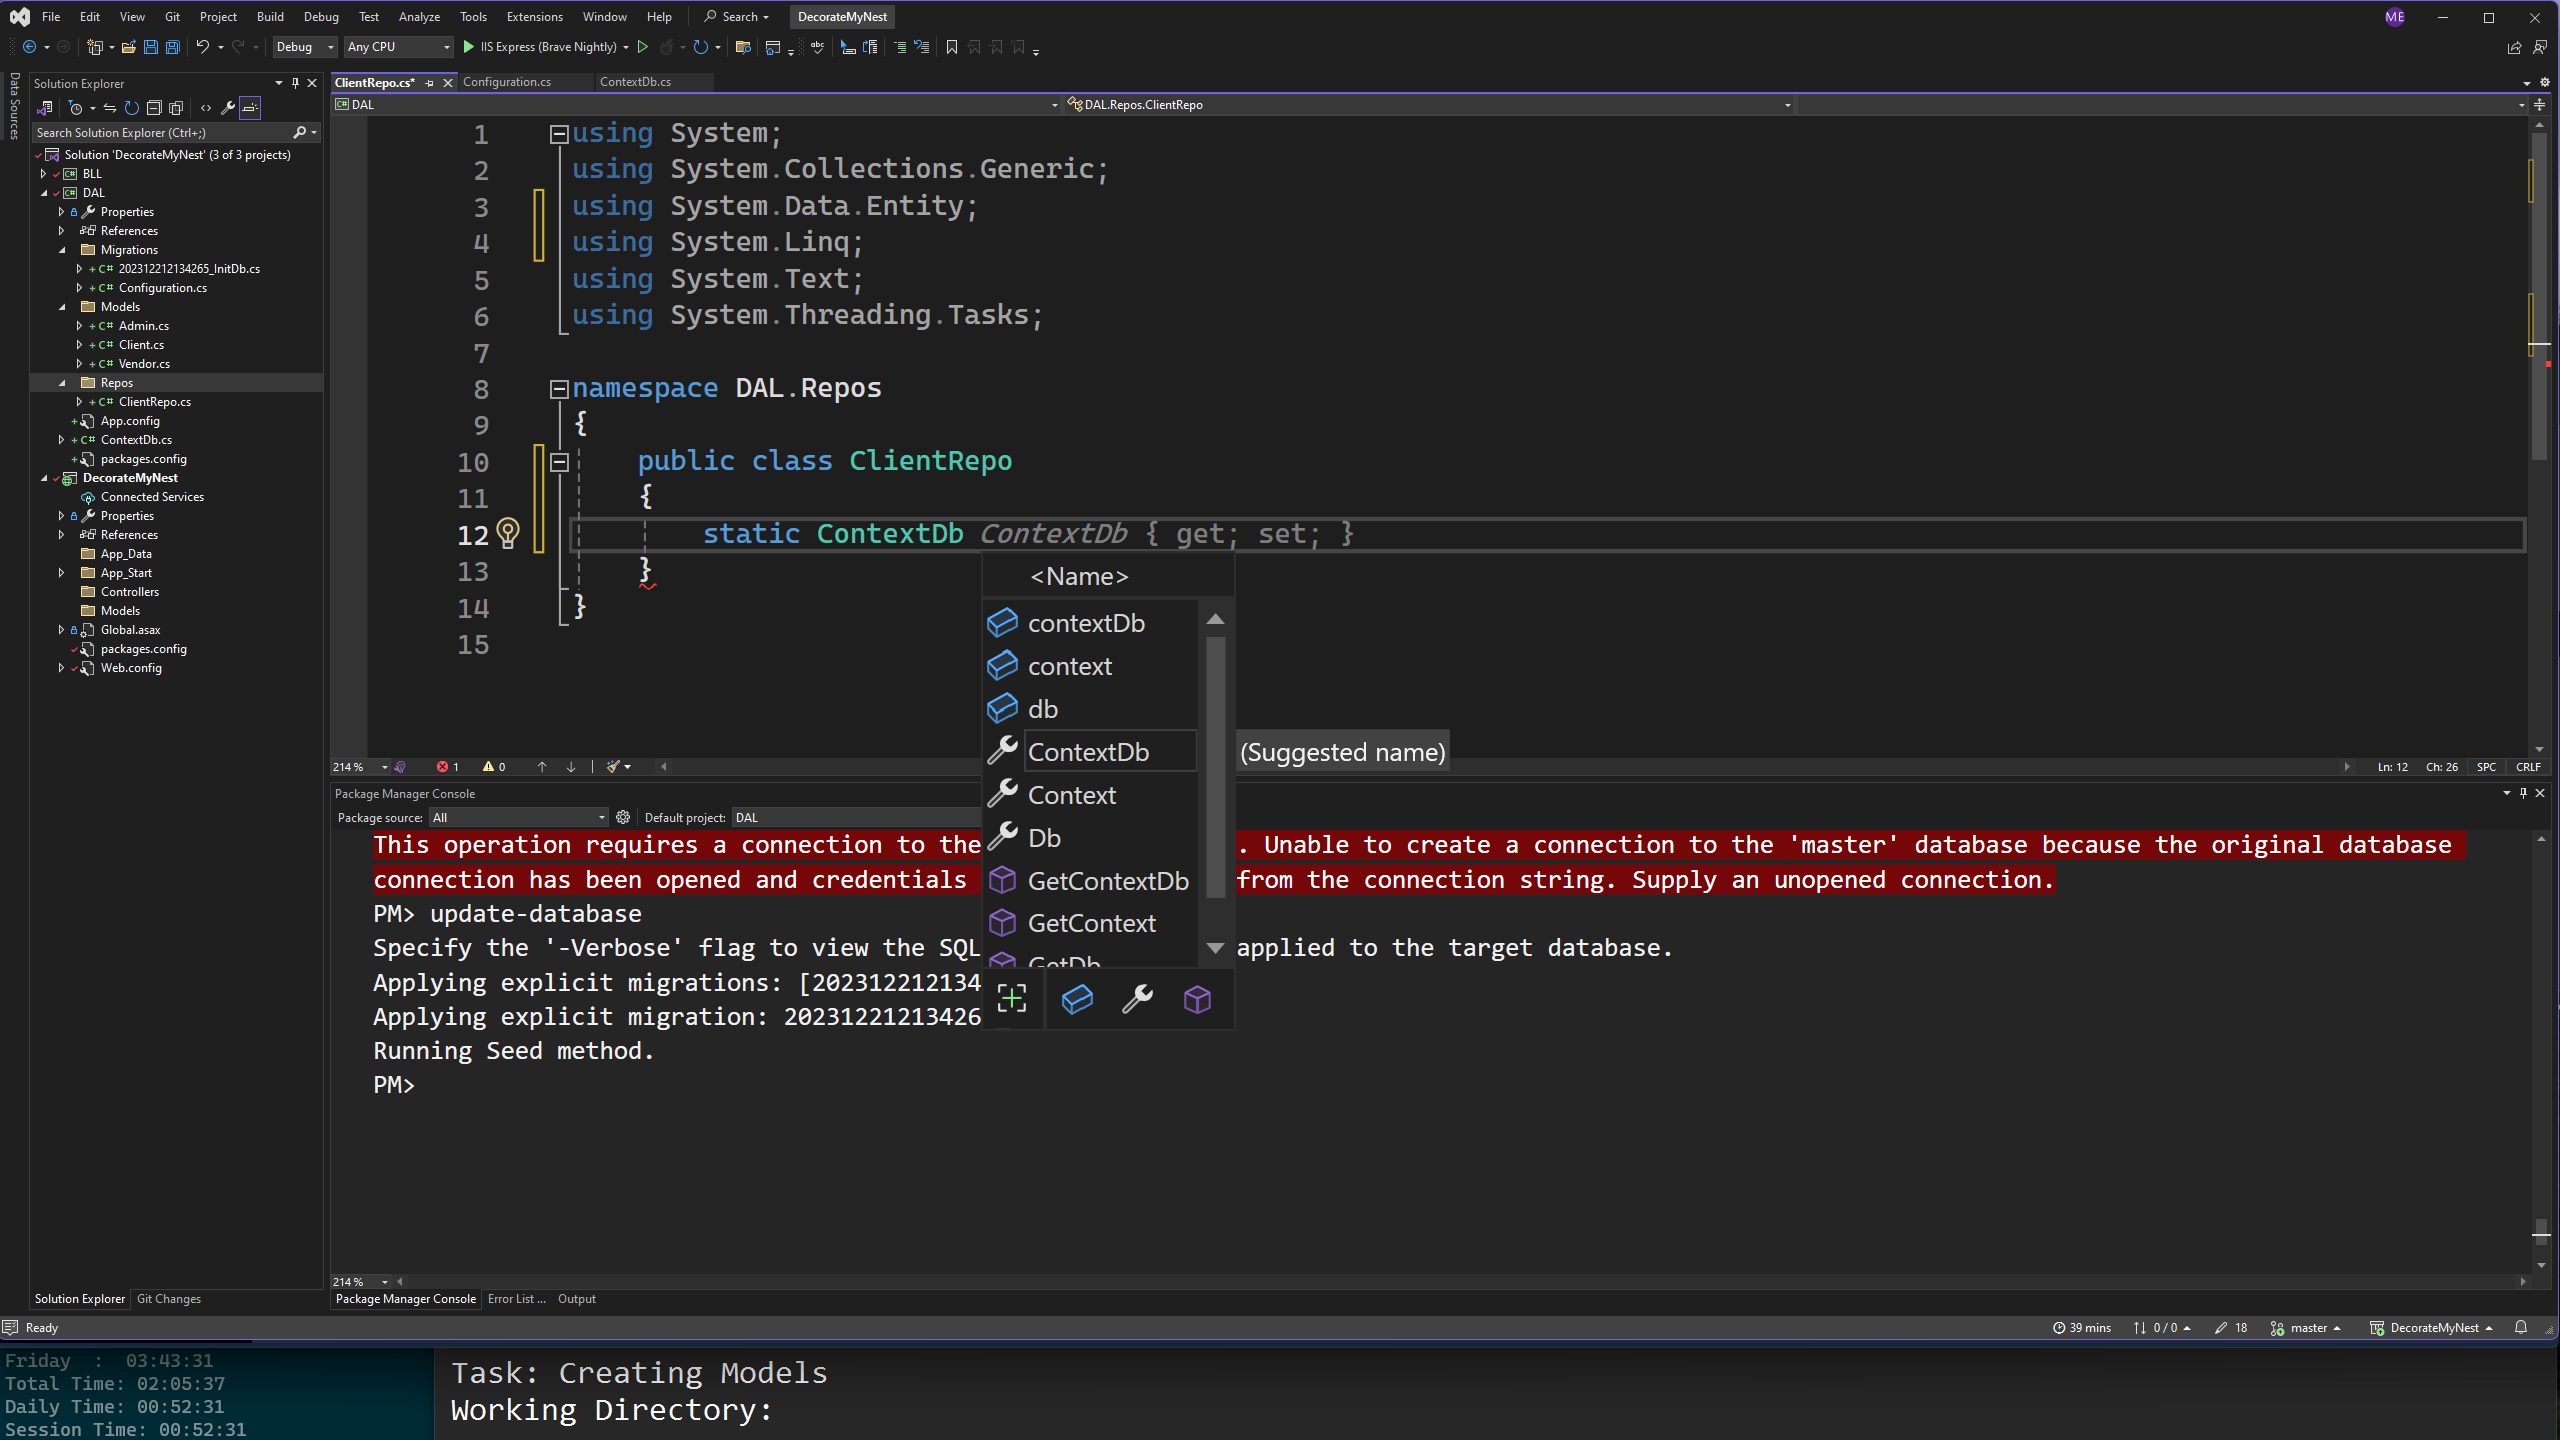 File Edit View Git Project Build Debug Test Analyze Tools Extensions Window Help Search DecorateMyNest ME
Debug Any CPU IIS Express (Brave Nightly)
Data Sources
Solution Explorer
Search Solution Explorer (Ctrl+;)
Solution 'DecorateMyNest' (3 of 3 projects)
BLL
DAL
Properties
References
Migrations
202312212134265_InitDb.cs
Configuration.cs
Models
Admin.cs
Client.cs
Vendor.cs
Repos
ClientRepo.cs
App.config
ContextDb.cs
packages.config
DecorateMyNest
Connected Services
Properties
References
App_Data
App_Start
Controllers
Models
Global.asax
packages.config
Web.config
Solution Explorer Git Changes
ClientRepo.cs* Configuration.cs ContextDb.cs
DAL DAL.Repos.ClientRepo
1 using System;
2 using System.Collections.Generic;
3 using System.Data.Entity;
4 using System.Linq;
5 using System.Text;
6 using System.Threading.Tasks;
7
8 namespace DAL.Repos
9 {
10 public class ClientRepo
11 {
12 static ContextDb ContextDb { get; set; }
13 }
14 }
15
<Name>
contextDb
context
db
ContextDb (Suggested name)
Context
Db
GetContextDb
GetContext
GetDb
214 % 1 0 Ln: 12 Ch: 26 SPC CRLF
Package Manager Console
Package source: All Default project: DAL
This operation requires a connection to the . Unable to create a connection to the 'master' database because the original database
connection has been opened and credentials from the connection string. Supply an unopened connection.
PM> update-database
Specify the '-Verbose' flag to view the SQL applied to the target database.
Applying explicit migrations: [202312212134
Applying explicit migration: 20231221213426
Running Seed method.
PM>
214 %
Package Manager Console Error List ... Output
Ready 39 mins 0 / 0 18 master DecorateMyNest
Friday : 03:43:31
Total Time: 02:05:37
Daily Time: 00:52:31
Session Time: 00:52:31
Task: Creating Models
Working Directory: